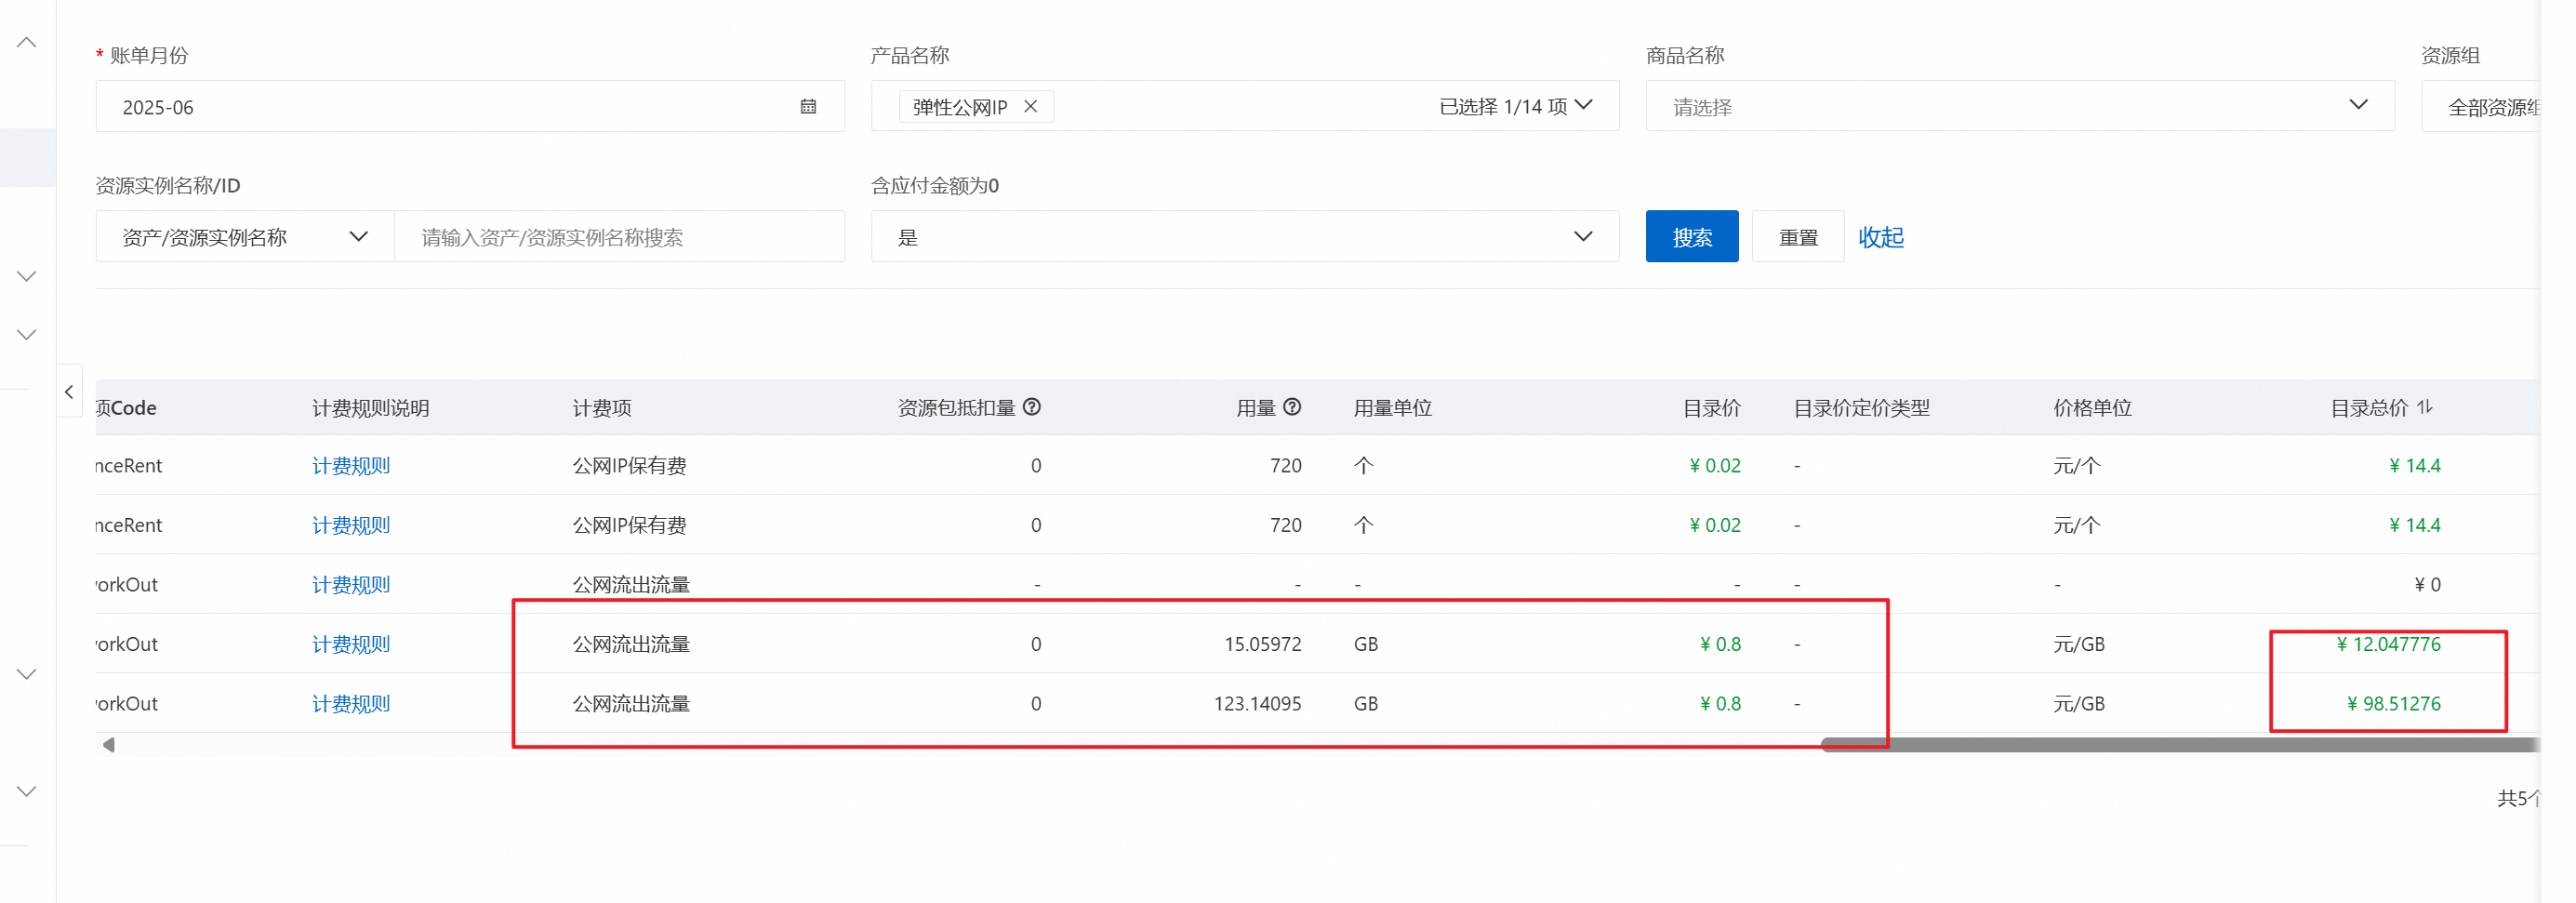 * 账单月份
产品名称
商品名称
资源组
2025-06
弹性公网IP
已选择 1/14 项
请选择
全部资源组
资源实例名称/ID
含应付金额为0
资产/资源实例名称
请输入资产/资源实例名称搜索
是
搜索
重置
收起
项Code 计费规则说明 计费项 资源包抵扣量 用量 用量单位 目录价 目录价定价类型 价格单位 目录总价
nceRent 计费规则 公网IP保有费 0 720 个 ¥ 0.02 - 元/个 ¥ 14.4
nceRent 计费规则 公网IP保有费 0 720 个 ¥ 0.02 - 元/个 ¥ 14.4
orkOut 计费规则 公网流出流量 - - - - - - ¥ 0
orkOut 计费规则 公网流出流量 0 15.05972 GB ¥ 0.8 - 元/GB ¥ 12.047776
orkOut 计费规则 公网流出流量 0 123.14095 GB ¥ 0.8 - 元/GB ¥ 98.51276
共5个